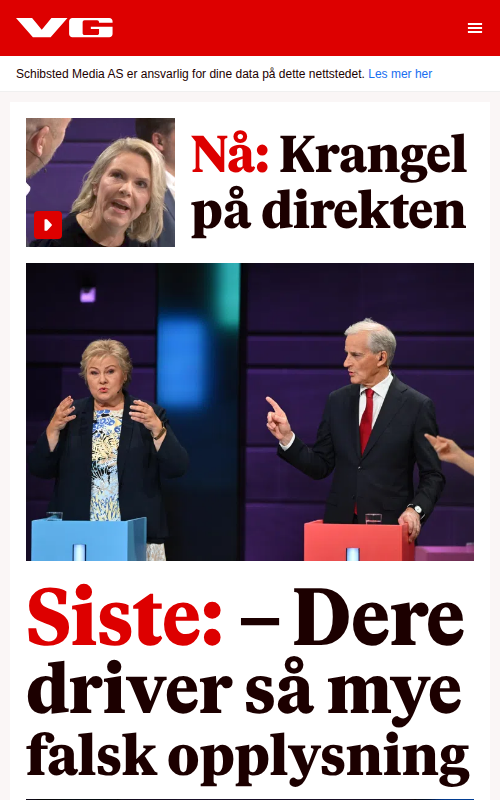 VG
Schibsted Media AS er ansvarlig for dine data på dette nettstedet. Les mer her
Nå: Krangel
på direkten
Siste: – Dere
driver så mye
falsk opplysning